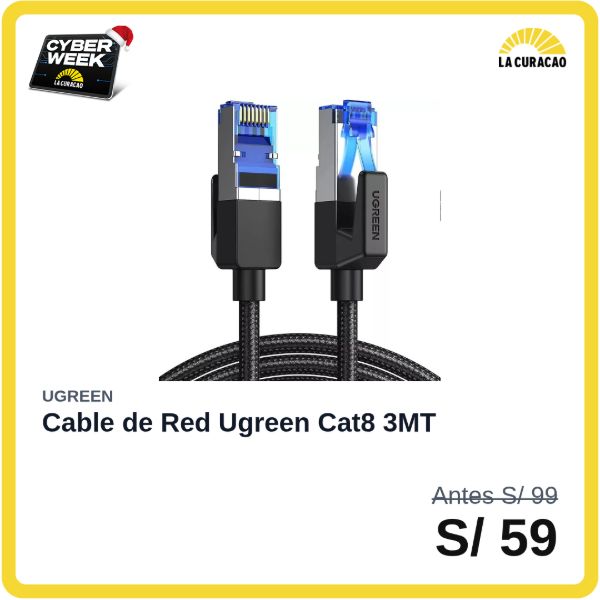 CYBER
WEEK
LA CURACAO
LA CURACAO
UGREEN
UGREEN
Cable de Red Ugreen Cat8 3MT
Antes S/ 99
S/ 59